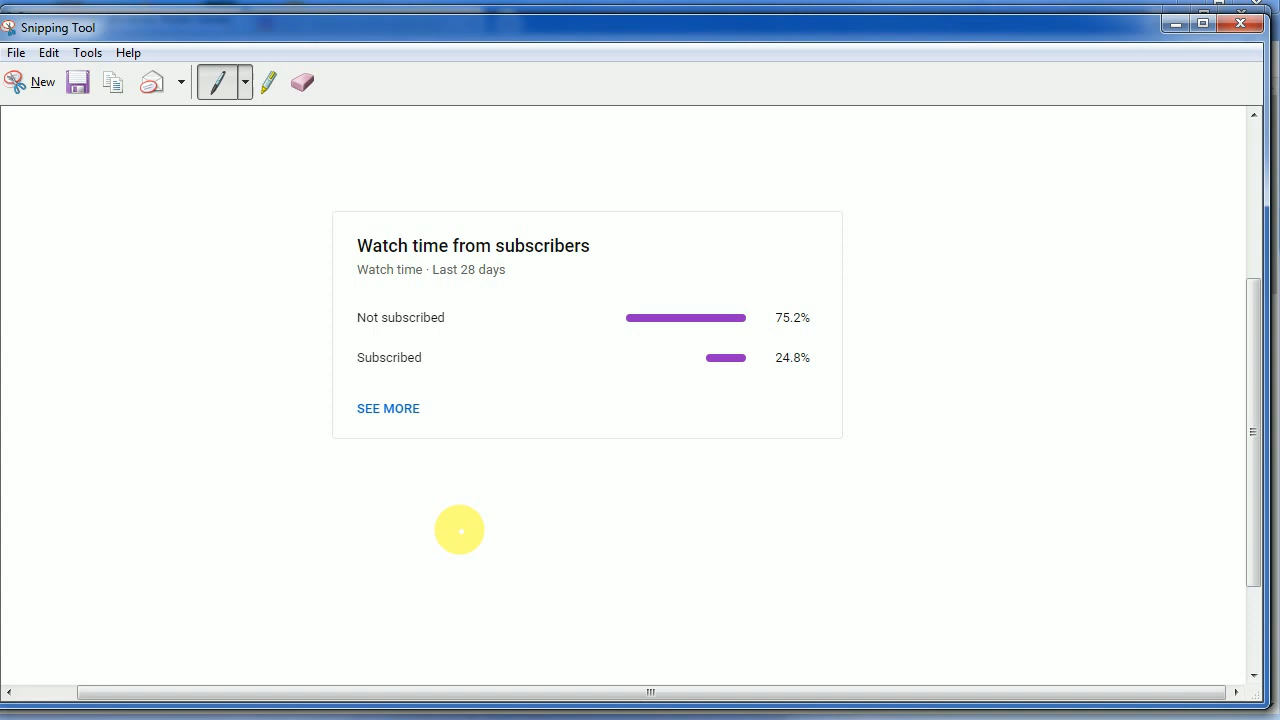 Snipping Tool
File Edit Tools Help
New
Watch time from subscribers
Watch time · Last 28 days
Not subscribed 75.2%
Subscribed 24.8%
SEE MORE